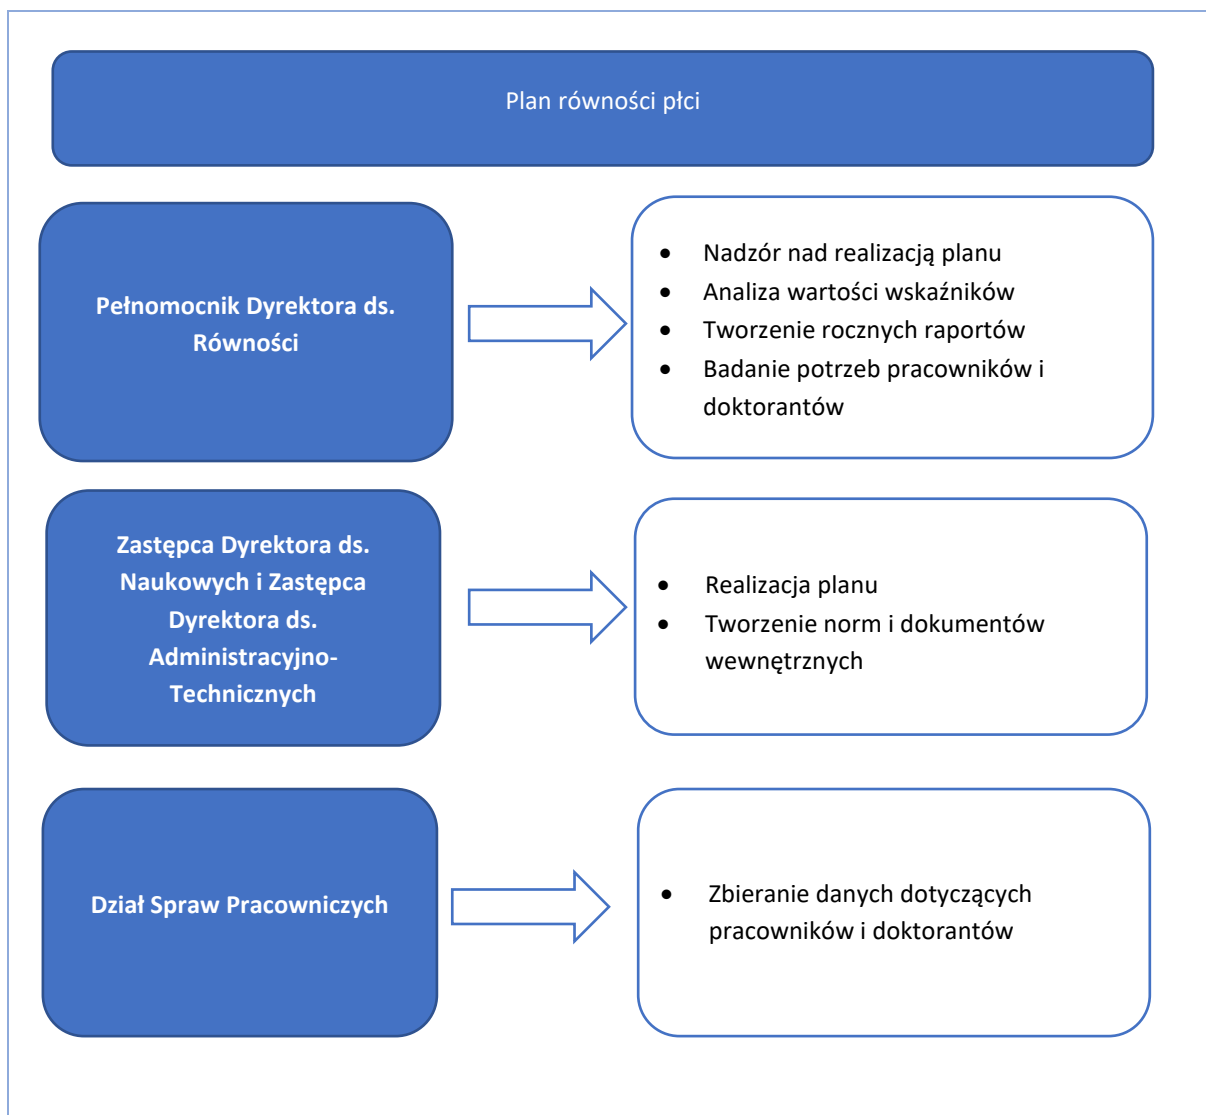 Plan równości płci
Pełnomocnik Dyrektora ds.
Równości
• Nadzór nad realizacją planu
• Analiza wartości wskaźników
• Tworzenie rocznych raportów
• Badanie potrzeb pracowników i
doktorantów
Zastępca Dyrektora ds.
Naukowych i Zastępca
Dyrektora ds.
Administracyjno-
Technicznych
• Realizacja planu
• Tworzenie norm i dokumentów
wewnętrznych
Dział Spraw Pracowniczych
• Zbieranie danych dotyczących
pracowników i doktorantów